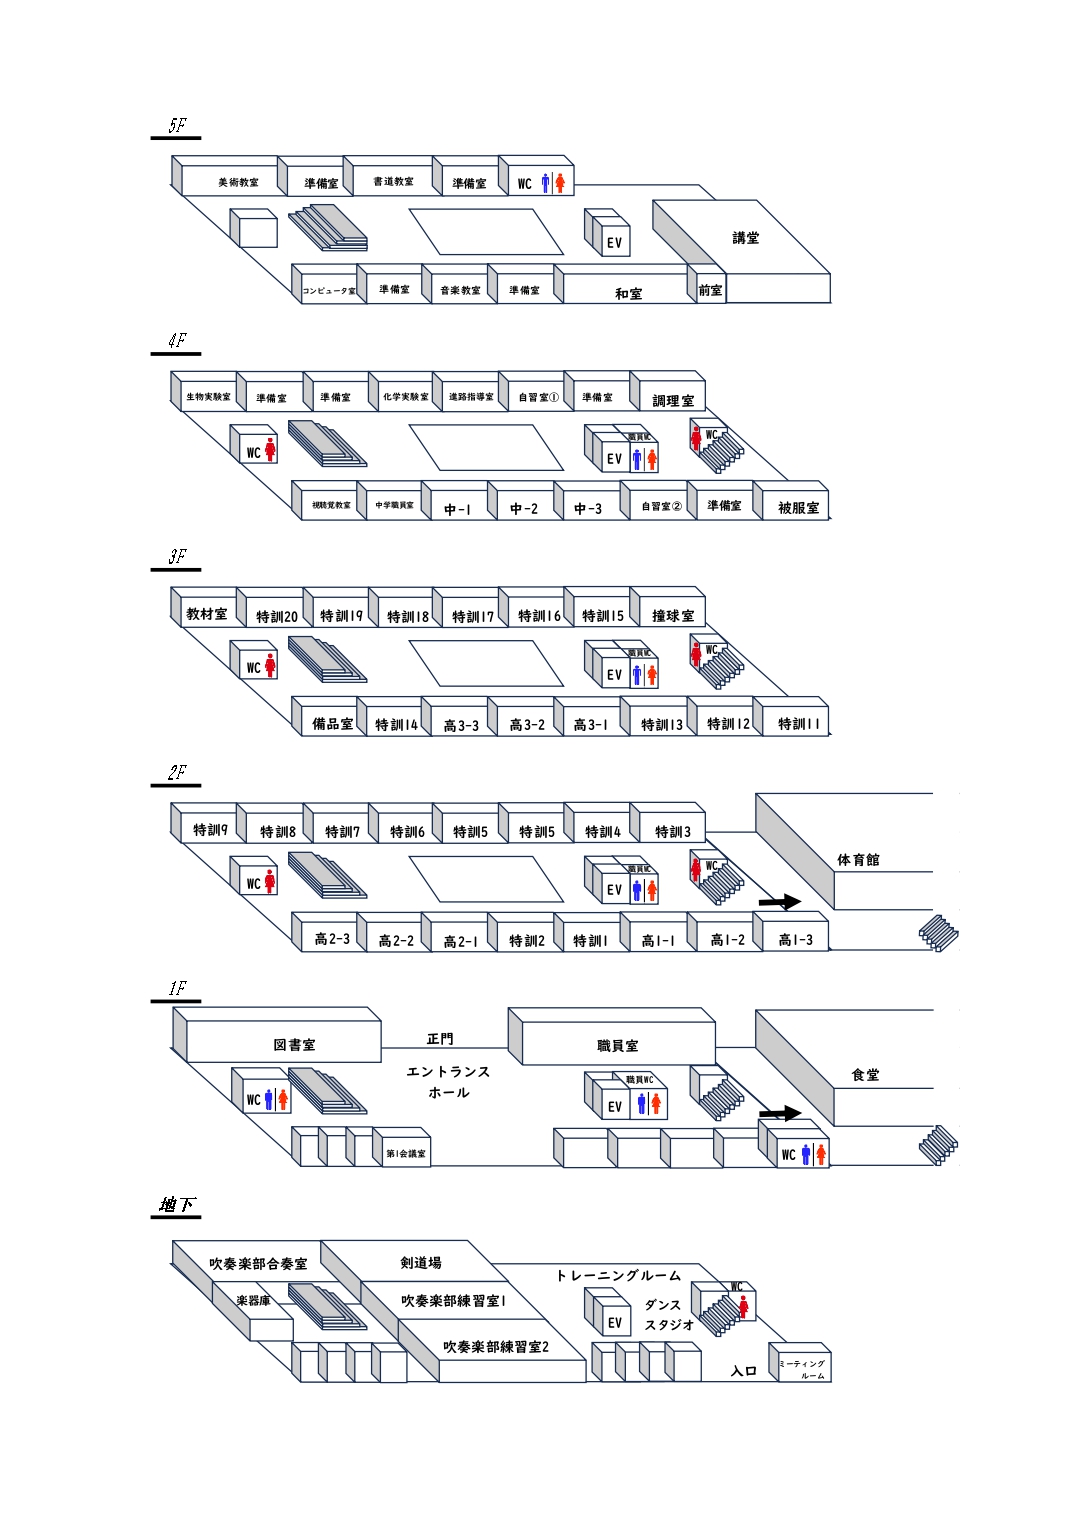 5F
美術教室
準備室
書道教室
準備室
WC
EV
講堂
コンピュータ室
準備室
音楽教室
準備室
和室
前室
4F
生物実験室
準備室
準備室
化学実験室
進路指導室
自習室①
準備室
調理室
WC
職員WC
EV
WC
視聴覚教室
中学職員室
中-1
中-2
中-3
自習室②
準備室
被服室
3F
教材室
特訓20
特訓19
特訓18
特訓17
特訓16
特訓15
撞球室
WC
職員WC
EV
WC
備品室
特訓14
高3-3
高3-2
高3-1
特訓13
特訓12
特訓11
2F
特訓9
特訓8
特訓7
特訓6
特訓5
特訓5
特訓4
特訓3
体育館
WC
職員WC
EV
WC
高2-3
高2-2
高2-1
特訓2
特訓1
高1-1
高1-2
高1-3
1F
図書室
正門
エントランス
ホール
職員室
食堂
WC
職員WC
EV
第1会議室
WC
地下
吹奏楽部合奏室
剣道場
トレーニングルーム
楽器庫
吹奏楽部練習室1
ダンス
スタジオ
WC
EV
吹奏楽部練習室2
入口
ミーティング
ルーム